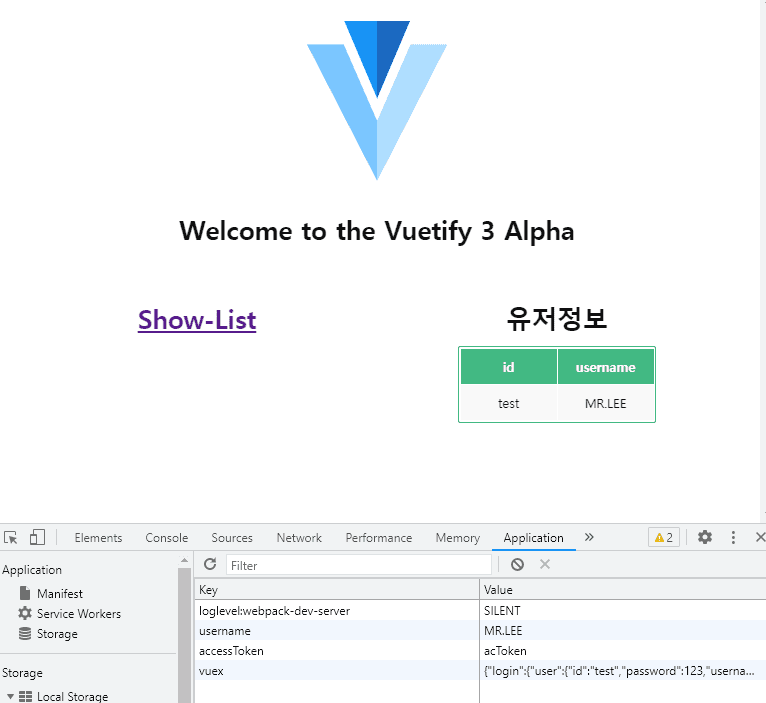 Welcome to the Vuetify 3 Alpha
Show-List
유저정보
id username
test MR.LEE
Elements Console Sources Network Performance Memory Application » 2
Application
Manifest
Service Workers
Storage
Storage
Local Storage
Filter
Key Value
loglevel:webpack-dev-server SILENT
username MR.LEE
accessToken acToken
vuex {"login":{"user":{"id":"test","password":123,"userna...